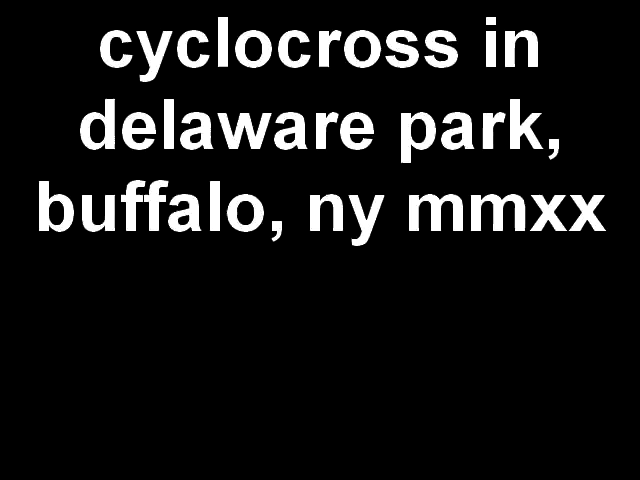 cyclocross in
delaware park,
buffalo, ny mmxx